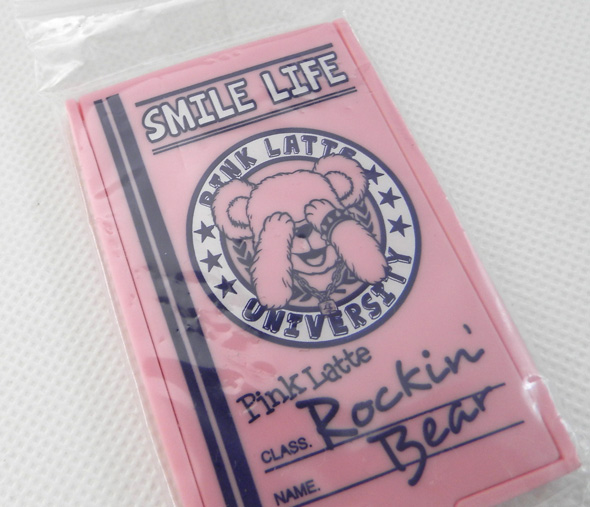 SMILE LIFE
PINK LATTE
UNIVERSITY
Pink Latte
CLASS. Rockin'
NAME. Bear